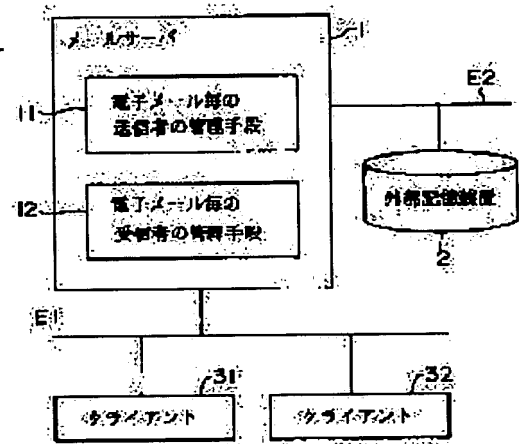 メールサーバ
1
11
電子メール毎の
送信者の管理手段
12
電子メール毎の
受信者の管理手段
E2
外部記憶装置
2
E1
31
クライアント
32
クライアント